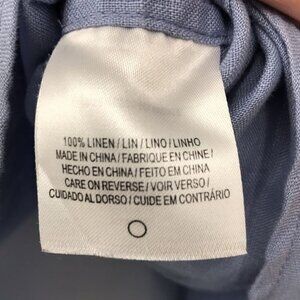 100% LINEN / LIN / LINO / LINHO
MADE IN CHINA / FABRIQUE EN CHINE /
HECHO EN CHINA / FEITO EM CHINA
CARE ON REVERSE / VOIR VERSO /
CUIDADO AL DORSO / CUIDE EM CONTRÁRIO